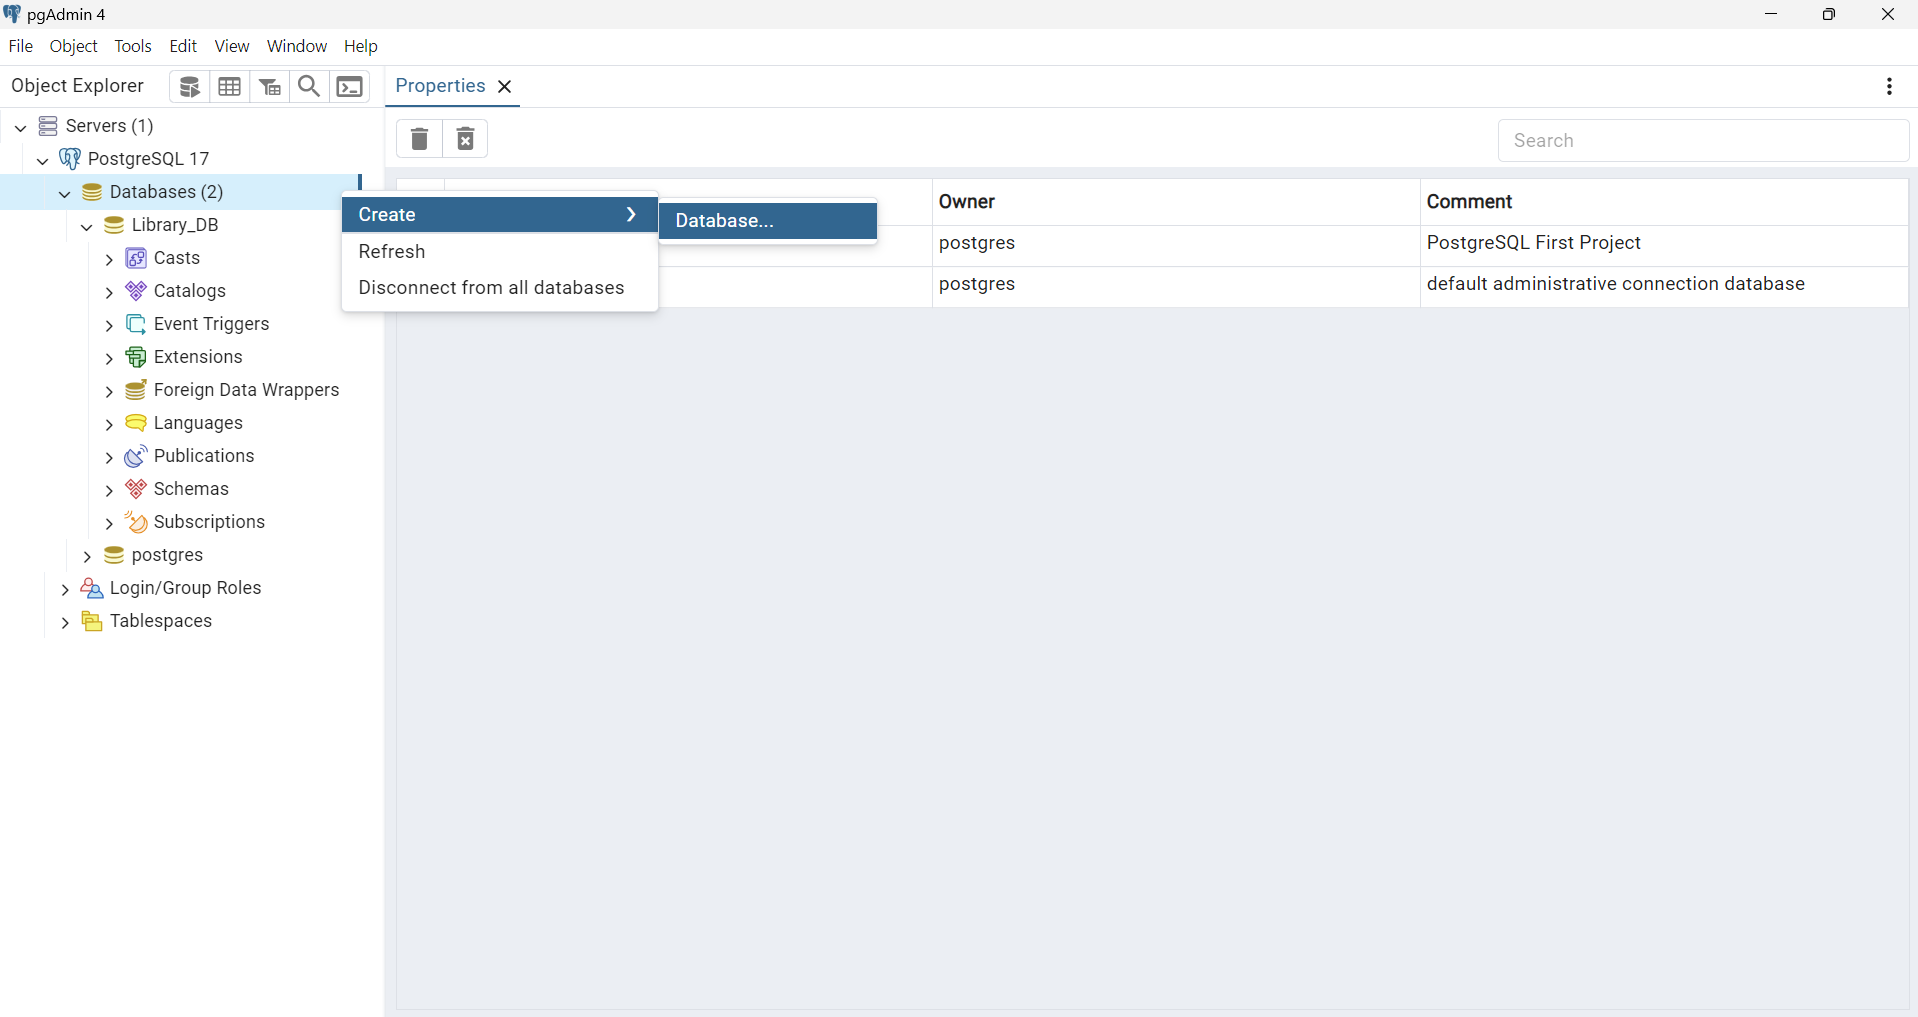 pgAdmin 4
File Object Tools Edit View Window Help
Object Explorer
Properties
Search
Servers (1)
PostgreSQL 17
Databases (2)
Library_DB
Casts
Catalogs
Event Triggers
Extensions
Foreign Data Wrappers
Languages
Publications
Schemas
Subscriptions
postgres
Login/Group Roles
Tablespaces
Create
Refresh
Disconnect from all databases
Database...
Owner Comment
postgres PostgreSQL First Project
postgres default administrative connection database